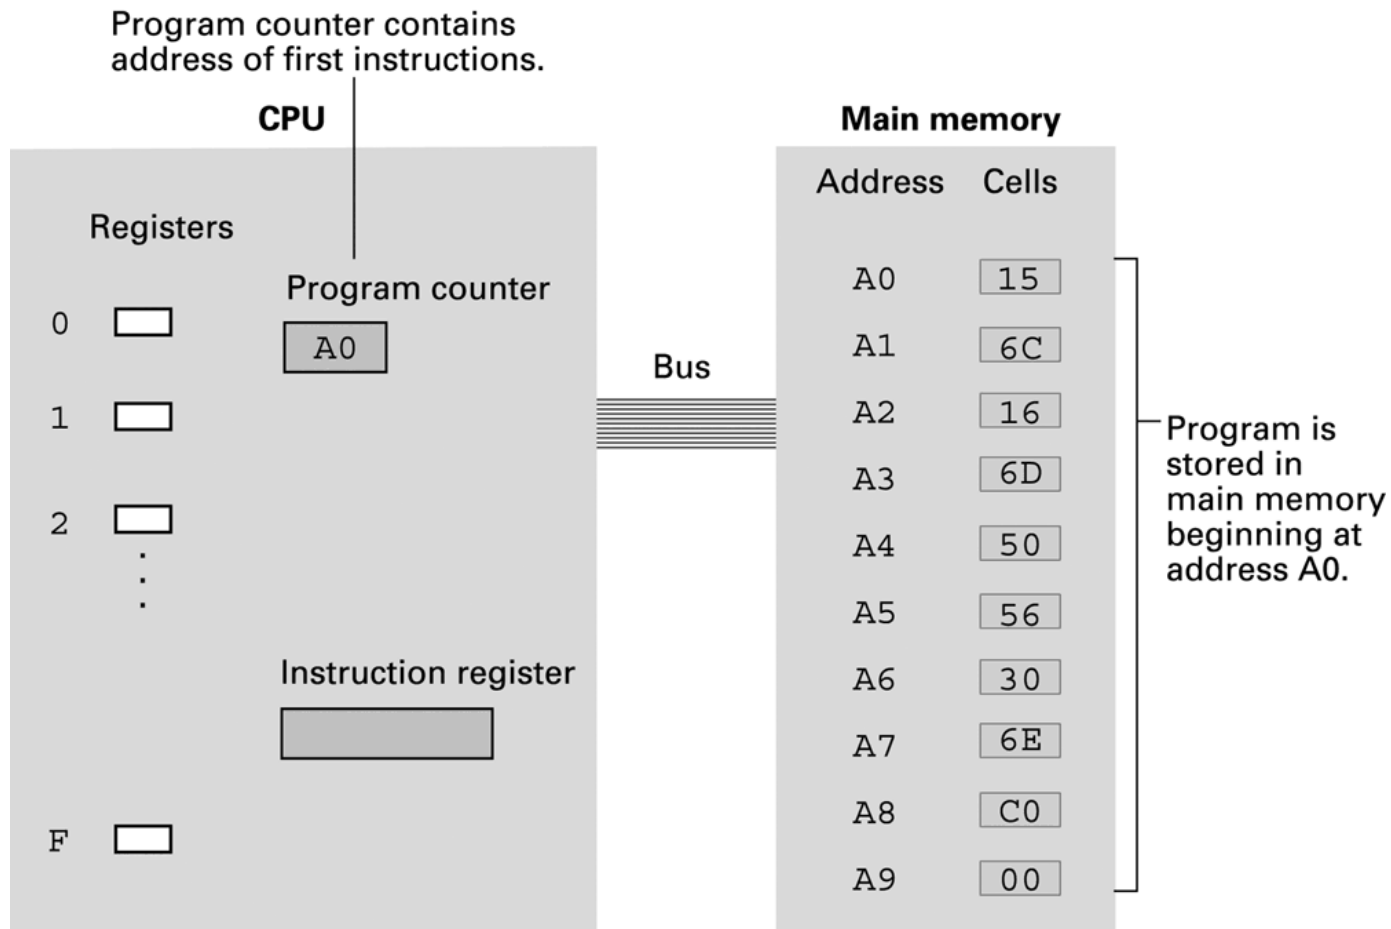 Program counter contains
address of first instructions.
CPU
Registers
0
1
2
F
Program counter
A0
Instruction register
Bus
Main memory
Address Cells
A0 15
A1 6C
A2 16
A3 6D
A4 50
A5 56
A6 30
A7 6E
A8 C0
A9 00
Program is
stored in
main memory
beginning at
address A0.